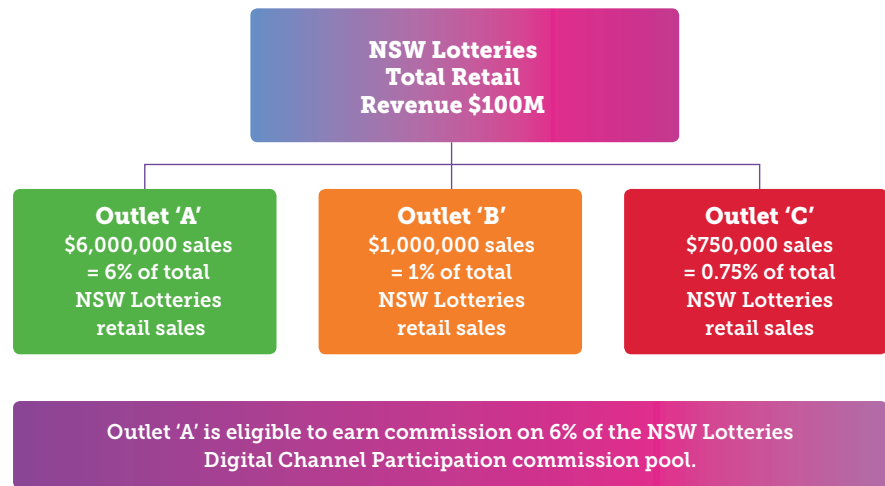 NSW Lotteries
Total Retail
Revenue $100M
Outlet ‘A’
$6,000,000 sales
= 6% of total
NSW Lotteries
retail sales
Outlet ‘B’
$1,000,000 sales
= 1% of total
NSW Lotteries
retail sales
Outlet ‘C’
$750,000 sales
= 0.75% of total
NSW Lotteries
retail sales
Outlet ‘A’ is eligible to earn commission on 6% of the NSW Lotteries
Digital Channel Participation commission pool.